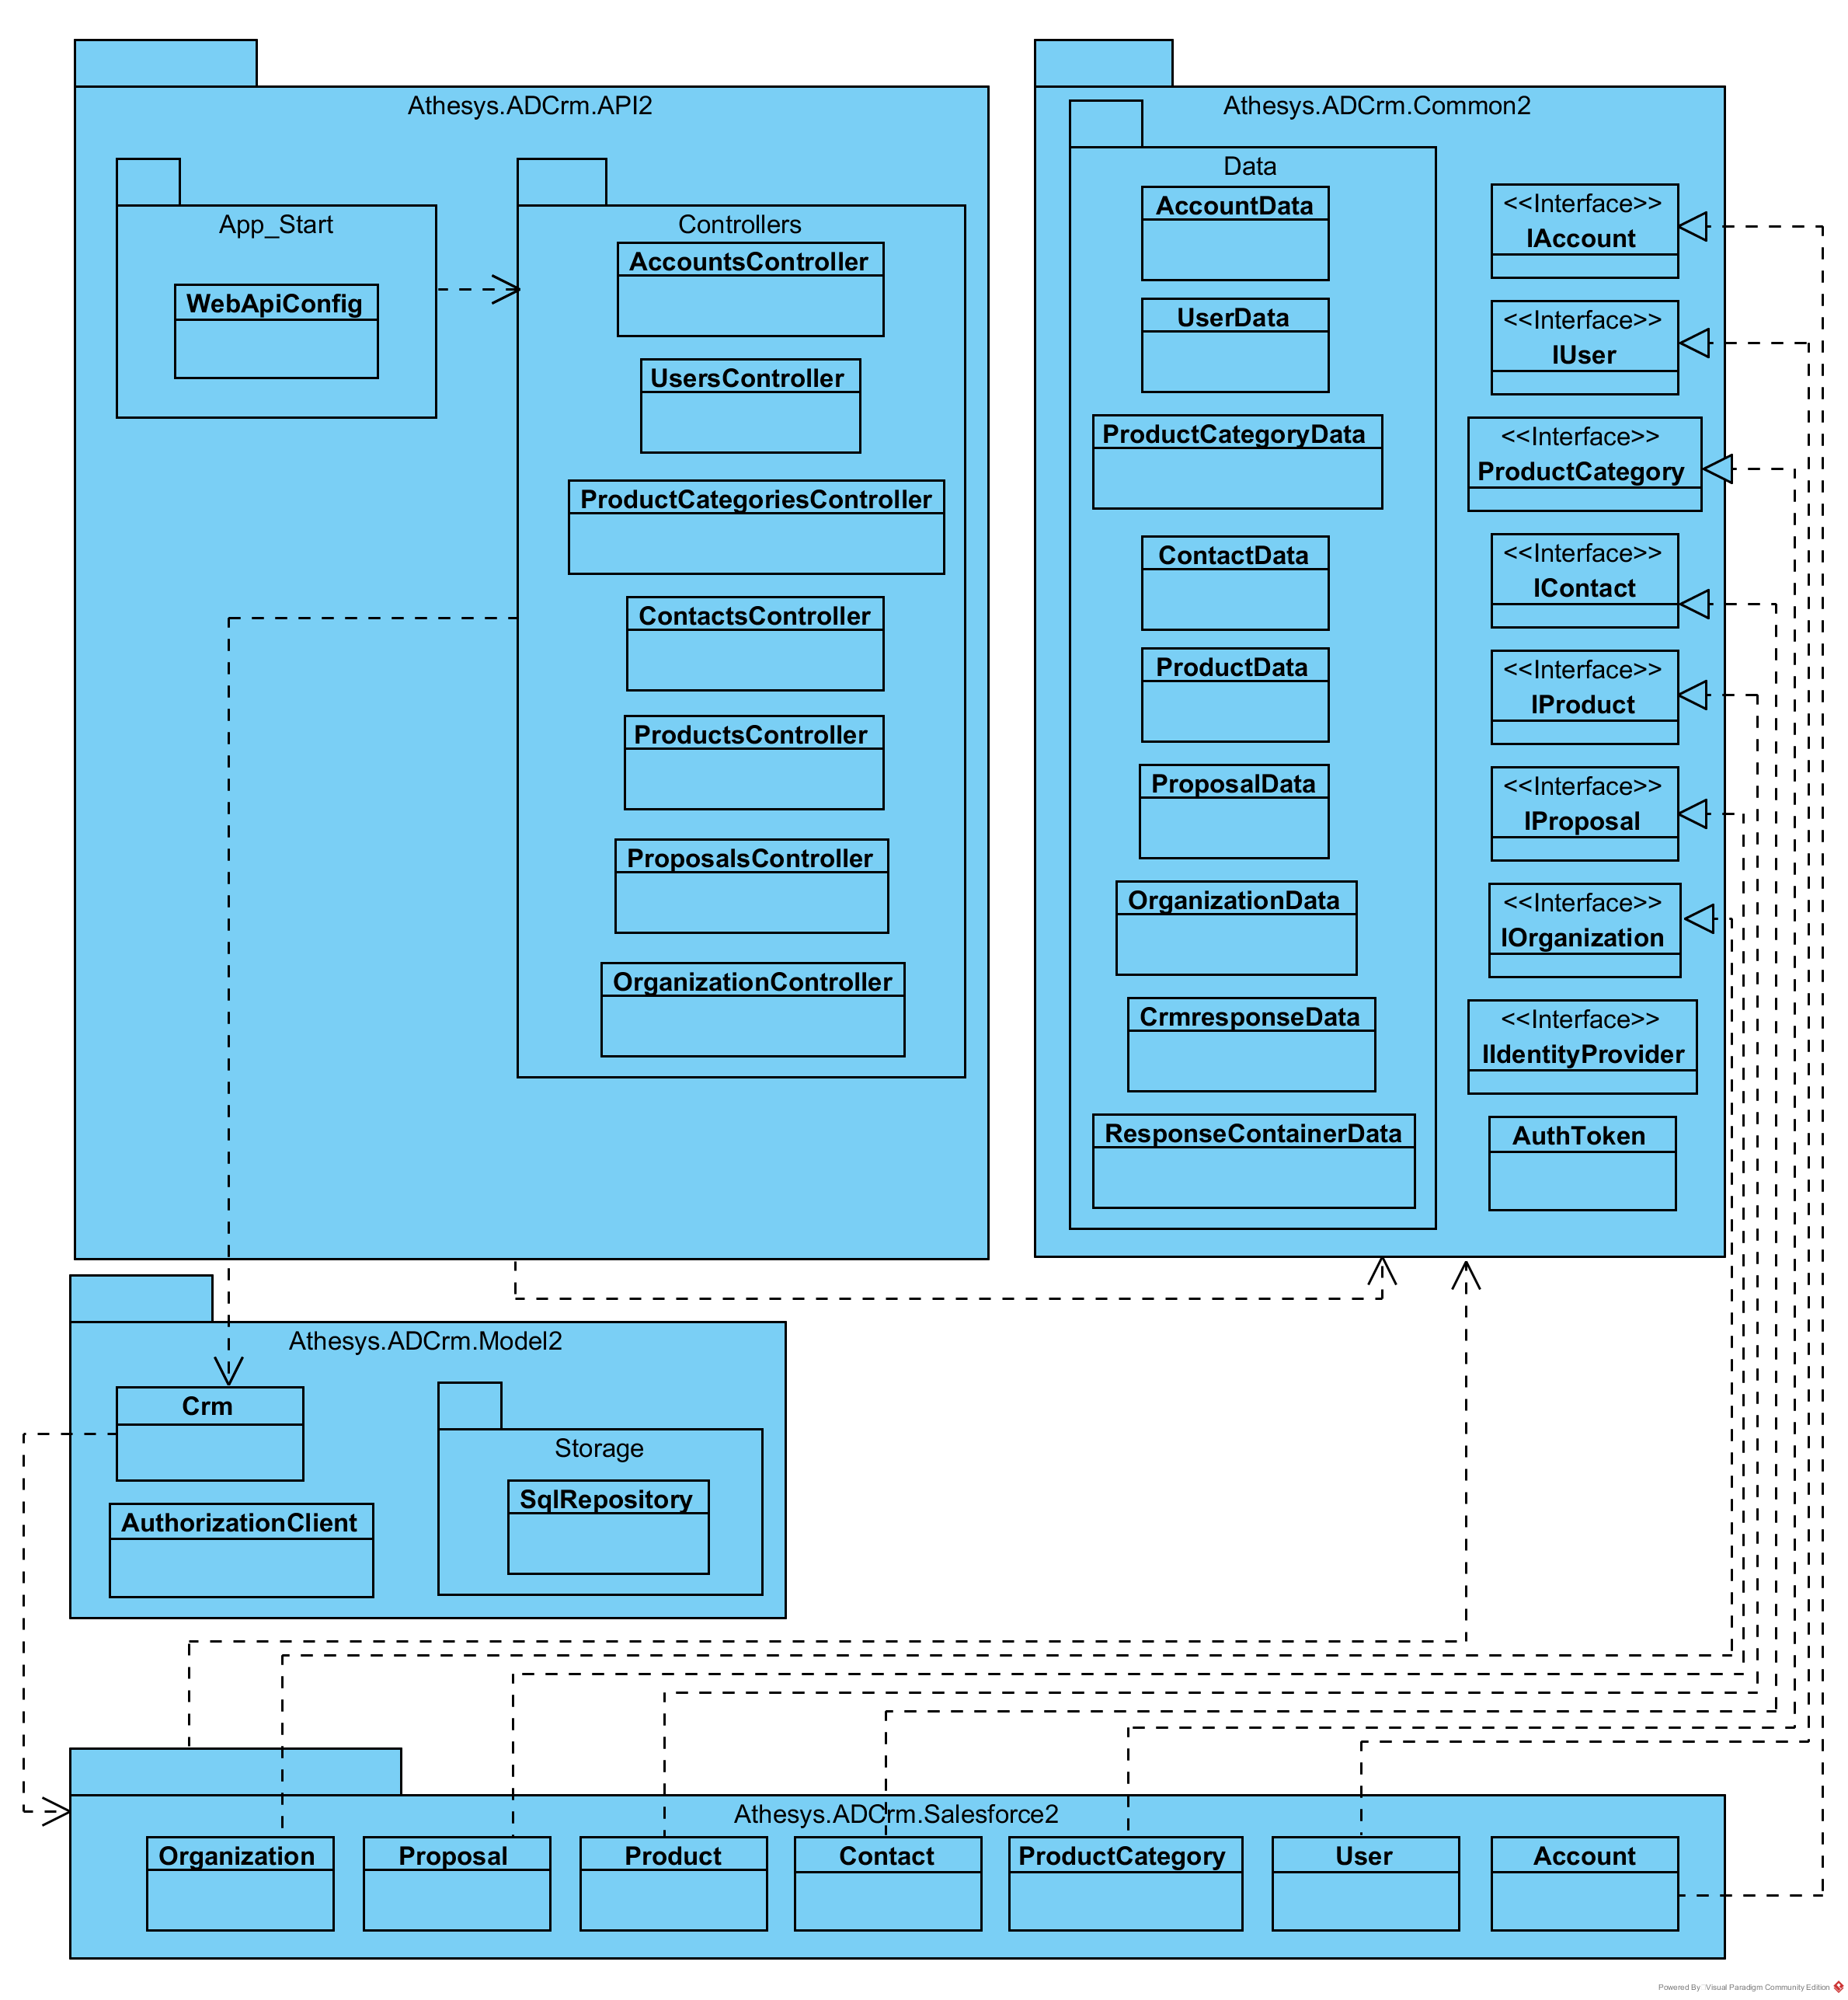 Athesys.ADCrm.API2
App_Start
WebApiConfig
Controllers
AccountsController
UsersController
ProductCategoriesController
ContactsController
ProductsController
ProposalsController
OrganizationController
Athesys.ADCrm.Common2
Data
AccountData
UserData
ProductCategoryData
ContactData
ProductData
ProposalData
OrganizationData
CrmresponseData
ResponseContainerData
<<Interface>>
IAccount
<<Interface>>
IUser
<<Interface>>
ProductCategory
<<Interface>>
IContact
<<Interface>>
IProduct
<<Interface>>
IProposal
<<Interface>>
IOrganization
<<Interface>>
IIdentityProvider
AuthToken
Athesys.ADCrm.Model2
Crm
AuthorizationClient
Storage
SqlRepository
Athesys.ADCrm.Salesforce2
Organization
Proposal
Product
Contact
ProductCategory
User
Account
Powered By Visual Paradigm Community Edition